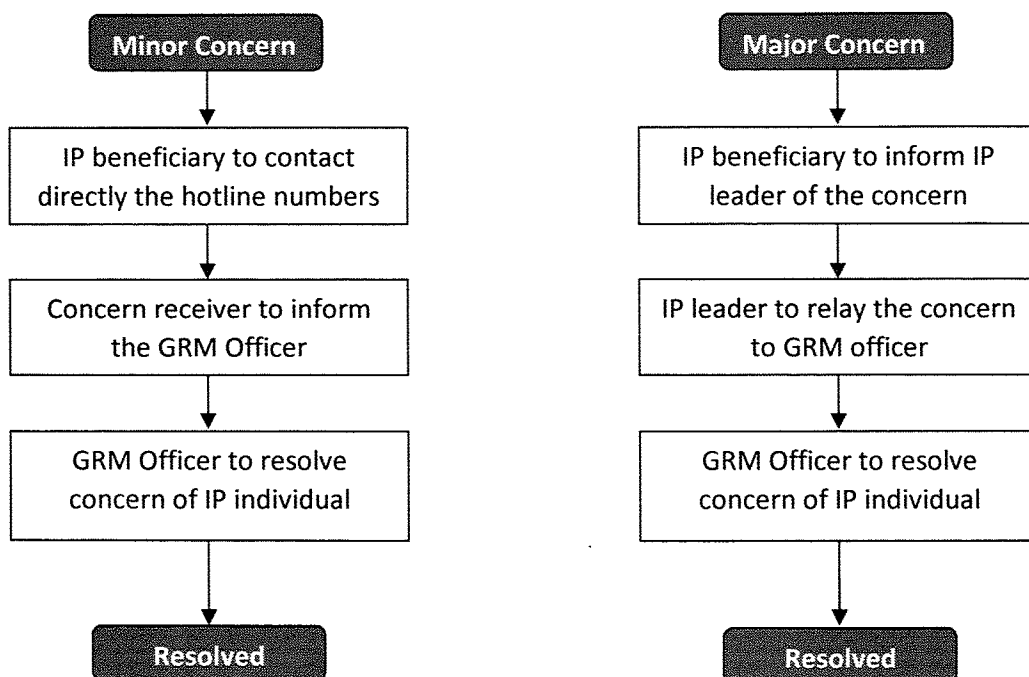 Minor Concern
IP beneficiary to contact
directly the hotline numbers
Concern receiver to inform
the GRM Officer
GRM Officer to resolve
concern of IP individual
Resolved
Major Concern
IP beneficiary to inform IP
leader of the concern
IP leader to relay the concern
to GRM officer
GRM Officer to resolve
concern of IP individual
Resolved